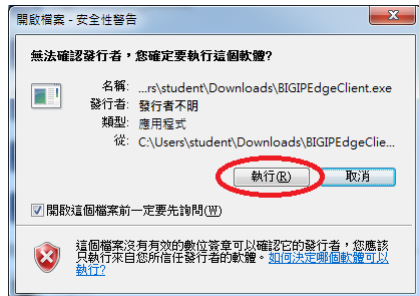 開啟檔案 - 安全性警告
無法確認發行者，您確定要執行這個軟體?
名稱: ...rs\student\Downloads\BIGIPEdgeClient.exe
發行者: 發行者不明
類型: 應用程式
從: C:\Users\student\Downloads\BIGIPEdgeClie...
執行(R) 取消
開啟這個檔案前一定要先詢問(W)
這個檔案沒有有效的數位簽章可以確認它的發行者，您應該
只執行來自您所信任發行者的軟體。如何決定哪個軟體可以
執行?